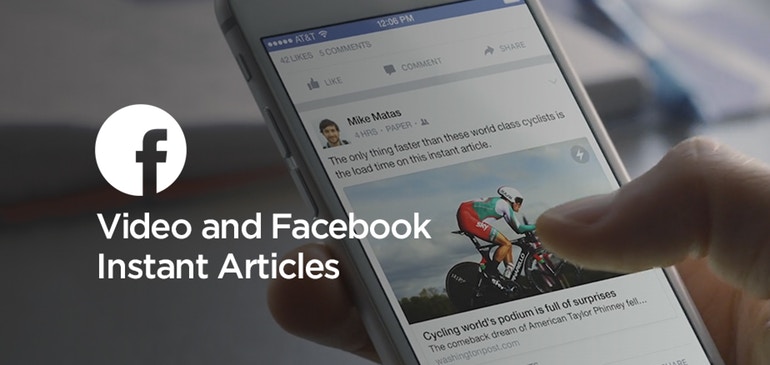 AT&T
12:06 PM
42 LIKES 5 COMMENTS
LIKE
COMMENT
SHARE
Mike Matas
4 HRS · PAPER ·
The only thing faster than these world class cyclists is
the load time on this instant article.
SKY
Cycling world's podium is full of surprises
The comeback dream of American Taylor Phinney fell...
washingtonpost.com
Video and Facebook
Instant Articles